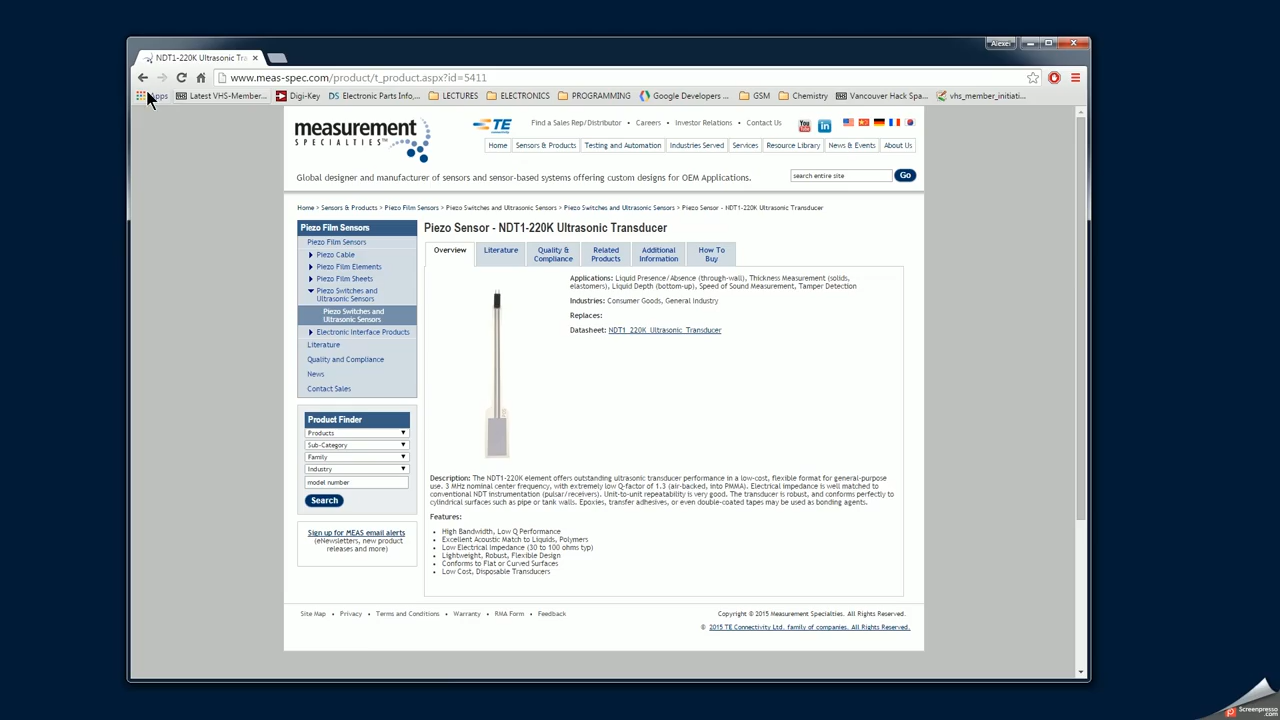 NDT1-220K Ultrasonic Tra
Alexei
www.meas-spec.com/product/t_product.aspx?id=5411
Apps
Latest VHS-Member...
Digi-Key
Electronic Parts Info,...
LECTURES
ELECTRONICS
PROGRAMMING
Google Developers ...
GSM
Chemistry
Vancouver Hack Spa...
vhs_member_initiati...
measurement
SPECIALTIES™
TE
Find a Sales Rep/Distributor • Careers • Investor Relations • Contact Us
You Tube
in
Home
Sensors & Products
Testing and Automation
Industries Served
Services
Resource Library
News & Events
About Us
Global designer and manufacturer of sensors and sensor-based systems offering custom designs for OEM Applications.
search entire site
Go
Home > Sensors & Products > Piezo Film Sensors > Piezo Switches and Ultrasonic Sensors > Piezo Switches and Ultrasonic Sensors > Piezo Sensor - NDT1-220K Ultrasonic Transducer
Piezo Film Sensors
Piezo Film Sensors
Piezo Cable
Piezo Film Elements
Piezo Film Sheets
Piezo Switches and
Ultrasonic Sensors
Piezo Switches and
Ultrasonic Sensors
Electronic Interface Products
Literature
Quality and Compliance
News
Contact Sales
Product Finder
Products
Sub-Category
Family
Industry
model number
Search
Sign up for MEAS email alerts
(eNewsletters, new product
releases and more)
Piezo Sensor - NDT1-220K Ultrasonic Transducer
Overview
Literature
Quality &
Compliance
Related
Products
Additional
Information
How To
Buy
Applications: Liquid Presence/Absence (through-wall), Thickness Measurement (solids,
elastomers), Liquid Depth (bottom-up), Speed of Sound Measurement, Tamper Detection
Industries: Consumer Goods, General Industry
Replaces:
Datasheet: NDT1_220K_Ultrasonic_Transducer
Description: The NDT1-220K element offers outstanding ultrasonic transducer performance in a low-cost, flexible format for general-purpose
use. 3 MHz nominal center frequency, with extremely low Q-factor of 1.3 (air-backed, into PMMA). Electrical impedance is well matched to
conventional NDT instrumentation (pulsar/receivers). Unit-to-unit repeatability is very good. The transducer is robust, and conforms perfectly to
cylindrical surfaces such as pipe or tank walls. Epoxies, transfer adhesives, or even double-coated tapes may be used as bonding agents.
Features:
• High Bandwidth, Low Q Performance
• Excellent Acoustic Match to Liquids, Polymers
• Low Electrical Impedance (30 to 100 ohms typ)
• Lightweight, Robust, Flexible Design
• Conforms to Flat or Curved Surfaces
• Low Cost, Disposable Transducers
Site Map • Privacy • Terms and Conditions • Warranty • RMA Form • Feedback
Copyright © 2015 Measurement Specialties. All Rights Reserved.
© 2015 TE Connectivity Ltd. family of companies. All Rights Reserved.
Screenpresso
.com